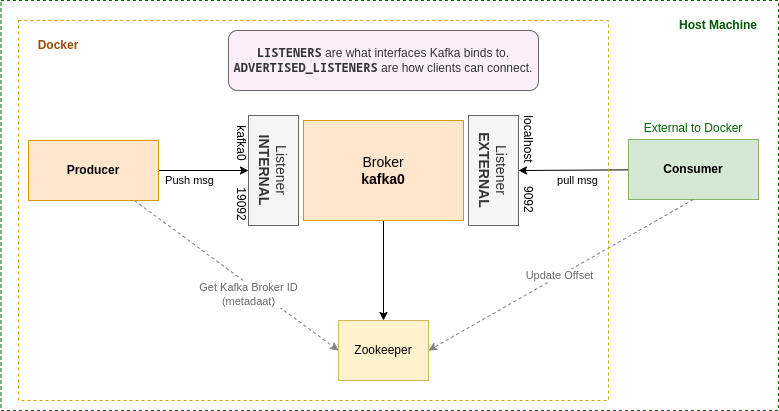 Host Machine
Docker
LISTENERS are what interfaces Kafka binds to.
ADVERTISED_LISTENERS are how clients can connect.
External to Docker
Producer
Push msg
kafka0
19092
Listener
INTERNAL
Broker
kafka0
Listener
EXTERNAL
localhost
9092
pull msg
Consumer
Get Kafka Broker ID
(metadaat)
Update Offset
Zookeeper